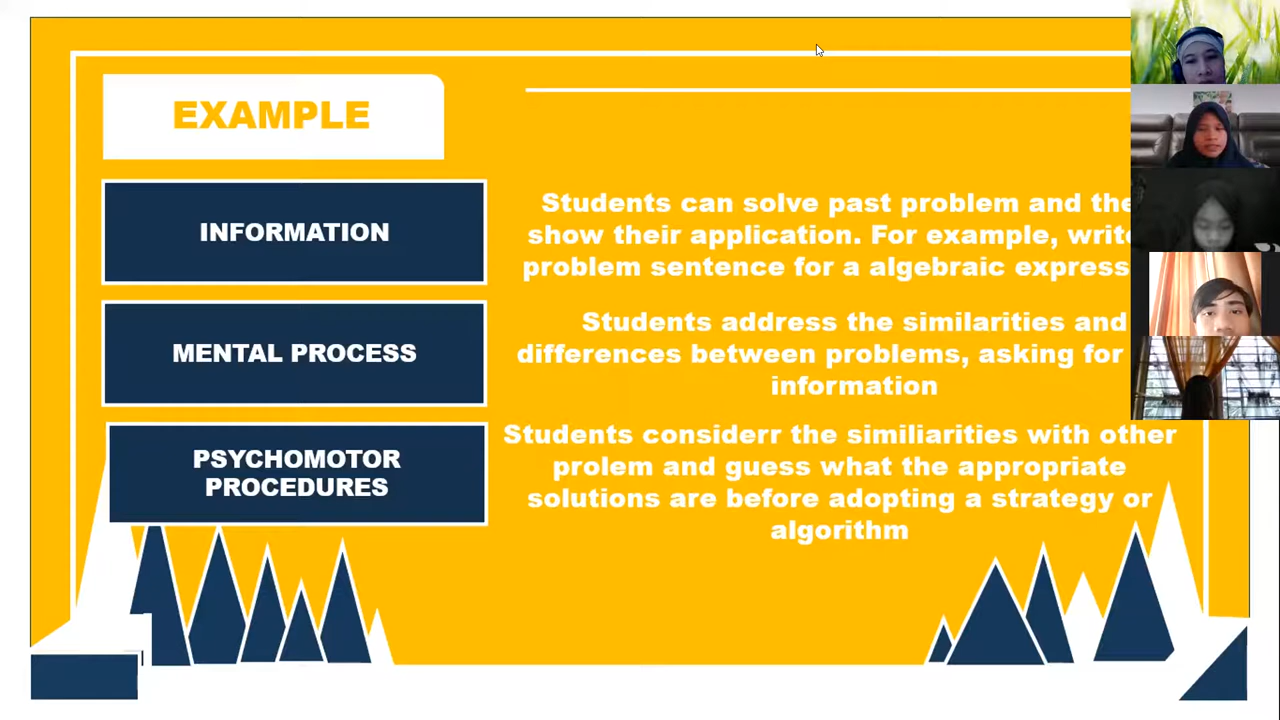 EXAMPLE
INFORMATION
Students can solve past problem and the
show their application. For example, write
problem sentence for a algebraic express
MENTAL PROCESS
Students address the similarities and
differences between problems, asking for
information
PSYCHOMOTOR
PROCEDURES
Students considerr the similiarities with other
prolem and guess what the appropriate
solutions are before adopting a strategy or
algorithm